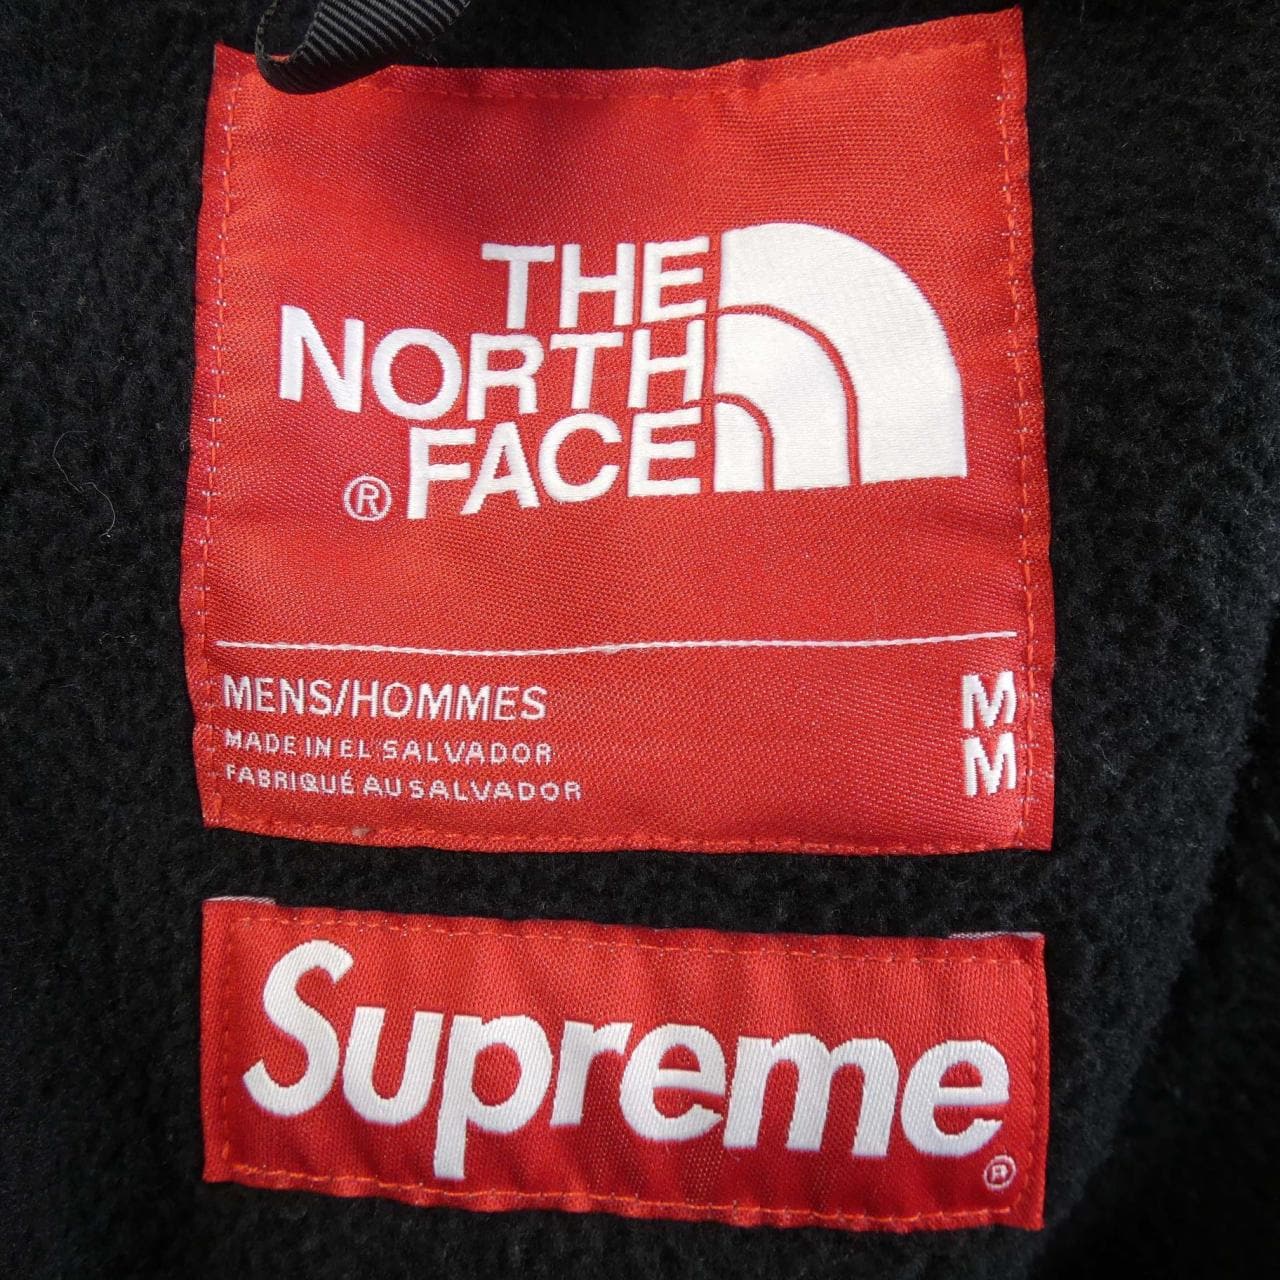 THE
NORTH
® FACE
MENS/HOMMES M
MADE IN EL SALVADOR M
FABRIQUÉ AU SALVADOR
Supreme®